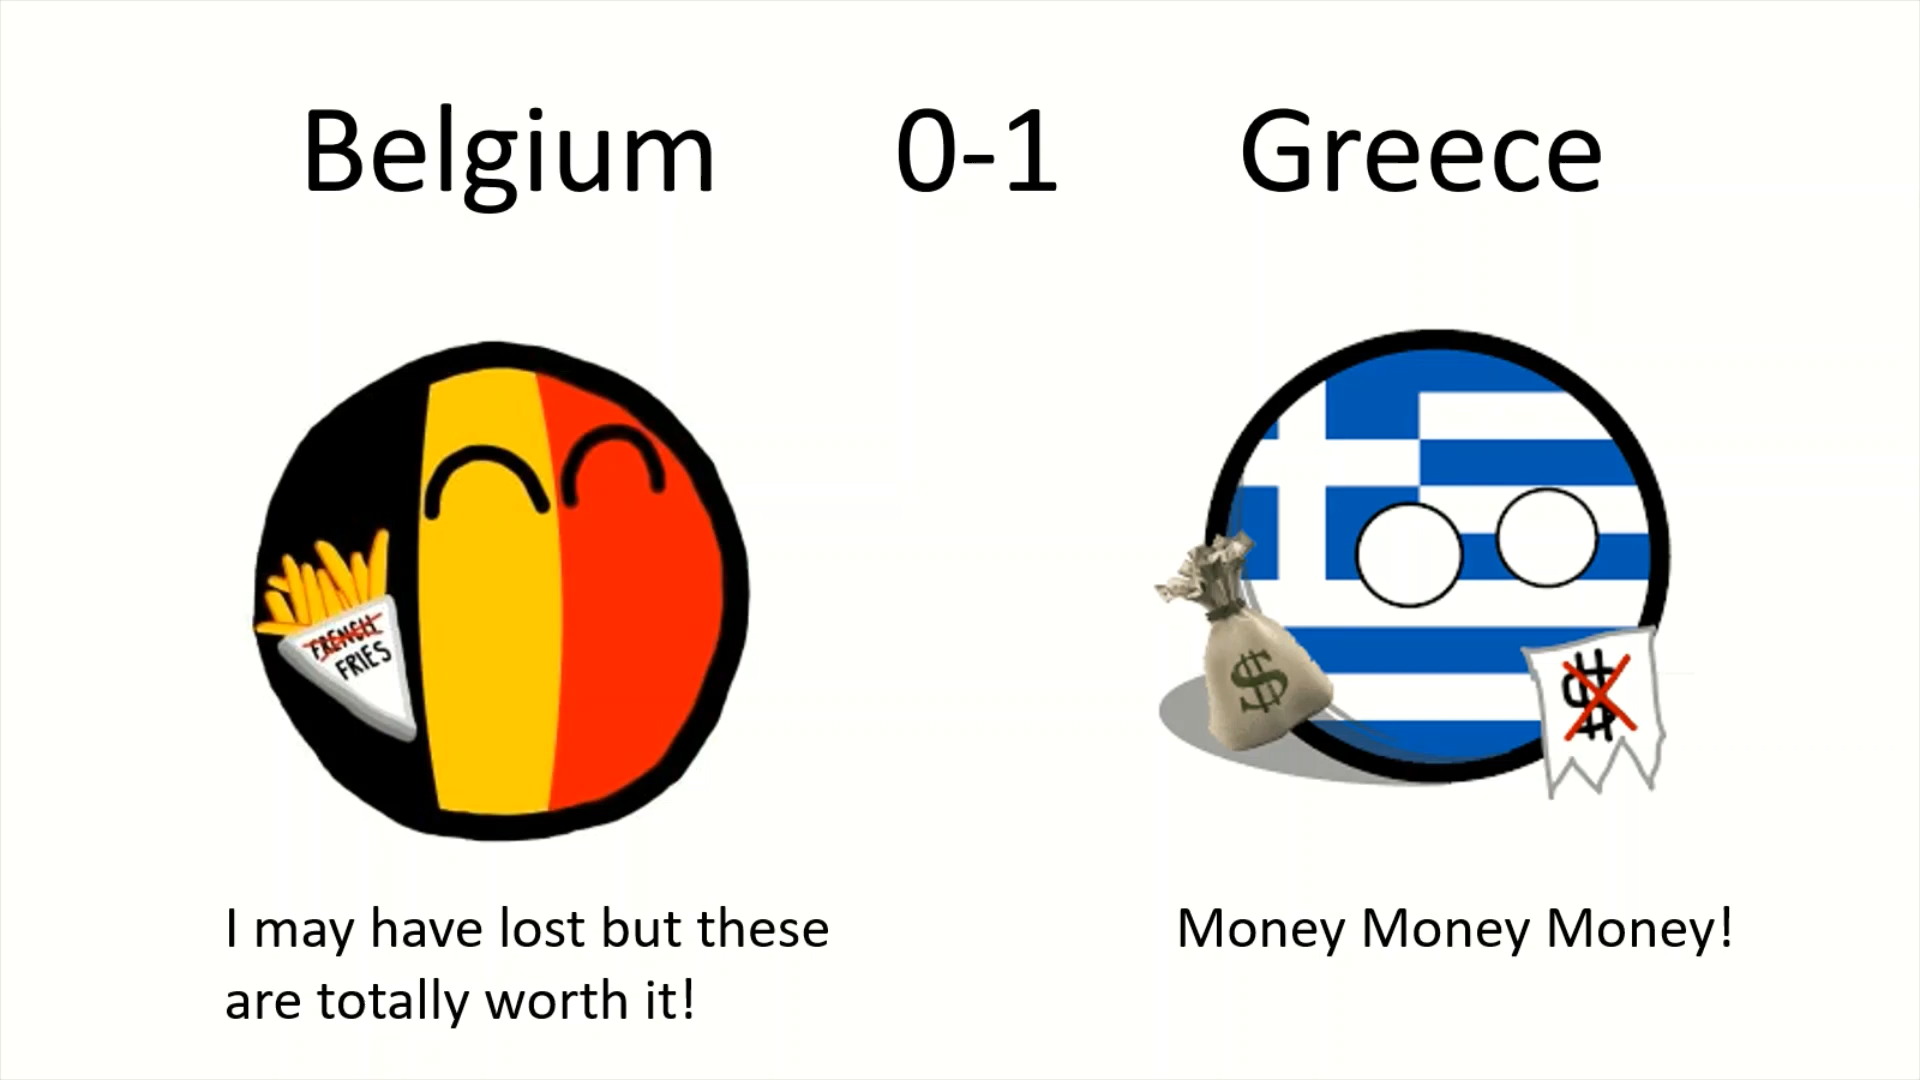 Belgium 0-1 Greece
FRENCH
FRIES
$
$
I may have lost but these
are totally worth it!
Money Money Money!